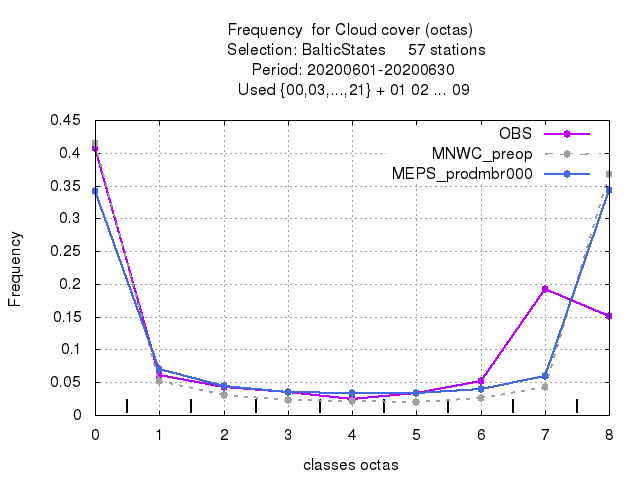 Frequency  for Cloud cover (octas)
Selection: BalticStates     57 stations
Period: 20200601-20200630
Used {00,03,...,21} + 01 02 ... 09
0.45
0.4
0.35
0.3
0.25
0.2
0.15
0.1
0.05
0
Frequency
OBS
MNWC_preop
MEPS_prodmbr000
0 1 2 3 4 5 6 7 8
classes octas